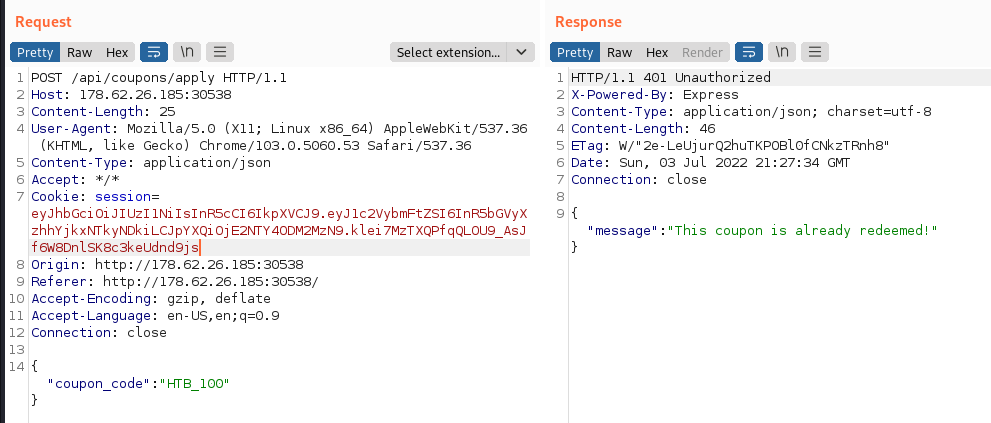 Request
Pretty Raw Hex \n Select extension...
1 POST /api/coupons/apply HTTP/1.1
2 Host: 178.62.26.185:30538
3 Content-Length: 25
4 User-Agent: Mozilla/5.0 (X11; Linux x86_64) AppleWebKit/537.36
(KHTML, like Gecko) Chrome/103.0.5060.53 Safari/537.36
5 Content-Type: application/json
6 Accept: */*
7 Cookie: session=
eyJhbGciOiJIUzI1NiIsInR5cCI6IkpXVCJ9.eyJ1c2VybmFtZSI6InR5bGVyX
zhhYjkxNTkyNDkiLCJpYXQiOjE2NTY4ODM2MzN9.klei7MzTXQPfqQLOU9_AsJ
f6W8DnlSK8c3keUdnd9js
8 Origin: http://178.62.26.185:30538
9 Referer: http://178.62.26.185:30538/
10 Accept-Encoding: gzip, deflate
11 Accept-Language: en-US,en;q=0.9
12 Connection: close
13
14 {
"coupon_code":"HTB_100"
}
Response
Pretty Raw Hex Render \n
1 HTTP/1.1 401 Unauthorized
2 X-Powered-By: Express
3 Content-Type: application/json; charset=utf-8
4 Content-Length: 46
5 ETag: W/"2e-LeUjurQ2huTKPOBlOfCNkzTRnh8"
6 Date: Sun, 03 Jul 2022 21:27:34 GMT
7 Connection: close
8
9 {
"message":"This coupon is already redeemed!"
}